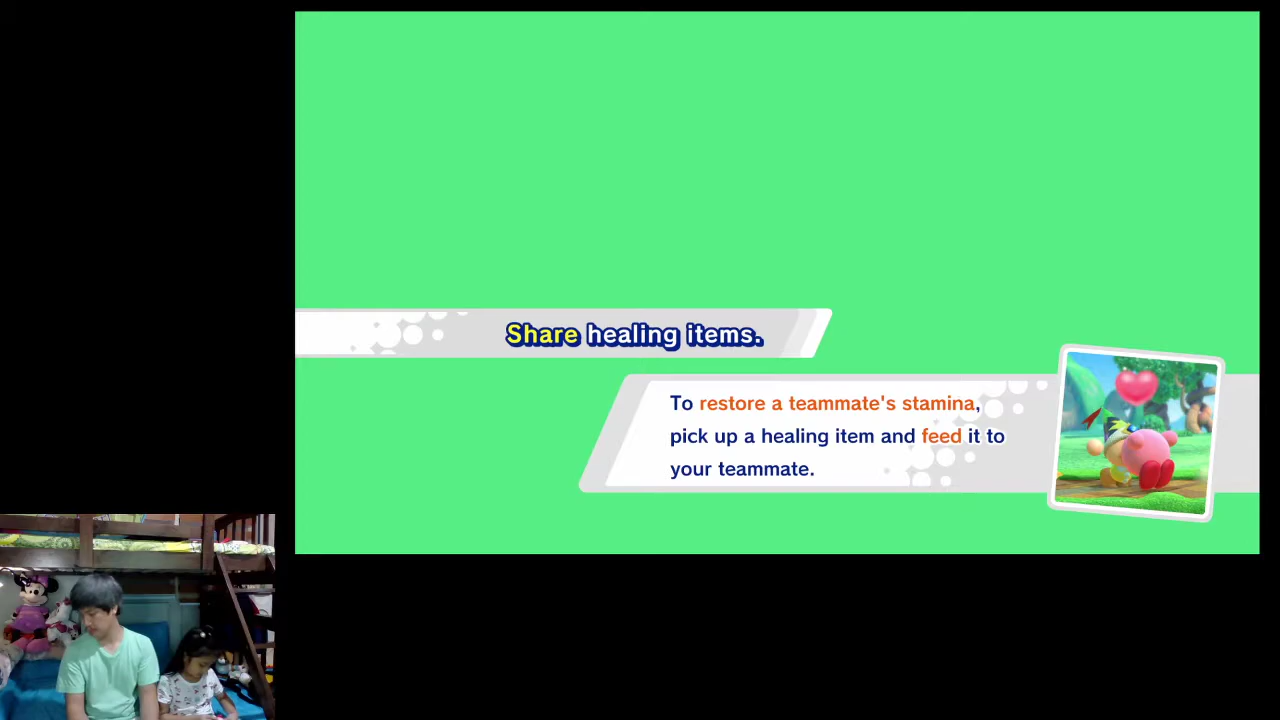 Share healing items.
To restore a teammate's stamina,
pick up a healing item and feed it to
your teammate.